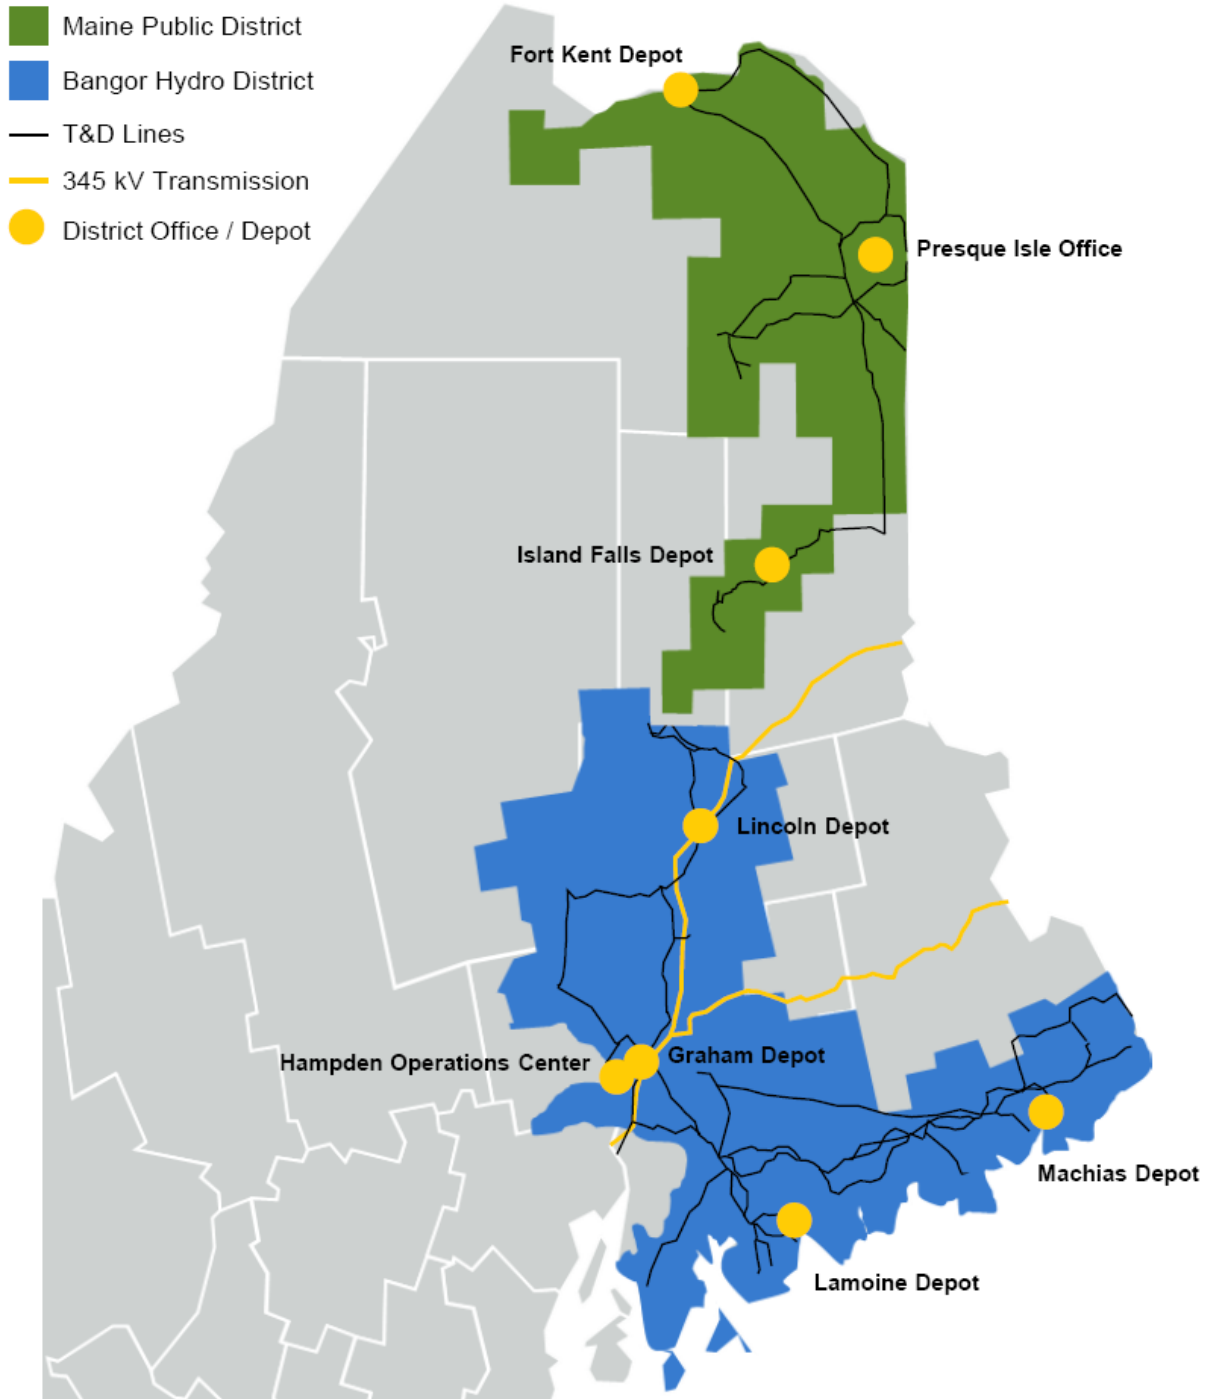 Maine Public District
Bangor Hydro District
T&D Lines
345 kV Transmission
District Office / Depot
Fort Kent Depot
Presque Isle Office
Island Falls Depot
Lincoln Depot
Hampden Operations Center
Graham Depot
Machias Depot
Lamoine Depot